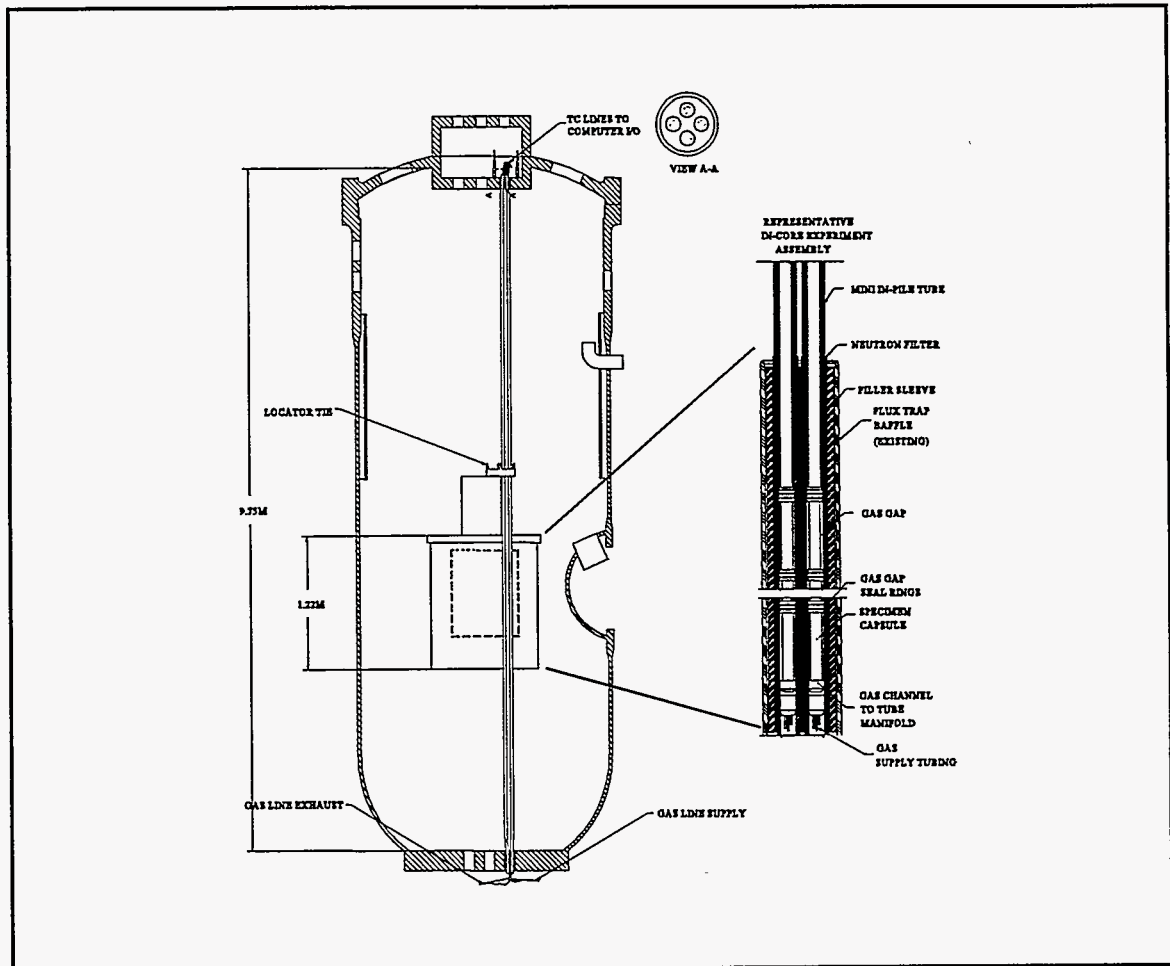 TC LINES TO
COMPUTER I/O
VIEW A-A
REPRESENTATIVE
IN-CORE EXPERIMENT
ASSEMBLY
MINI IN-PILE TUBE
NEUTRON FILTER
FILLER SLEEVE
FLUX TRAP
BAFFLE
(EXISTING)
GAS GAP
GAS GAP
SEAL RINGS
SPECIMEN
CAPSULE
GAS CHANNEL
TO TUBE
MANIFOLD
GAS
SUPPLY TUBING
A A
LOCATOR TIE
1.22M
GAS LINE EXHAUST
GAS LINE SUPPLY